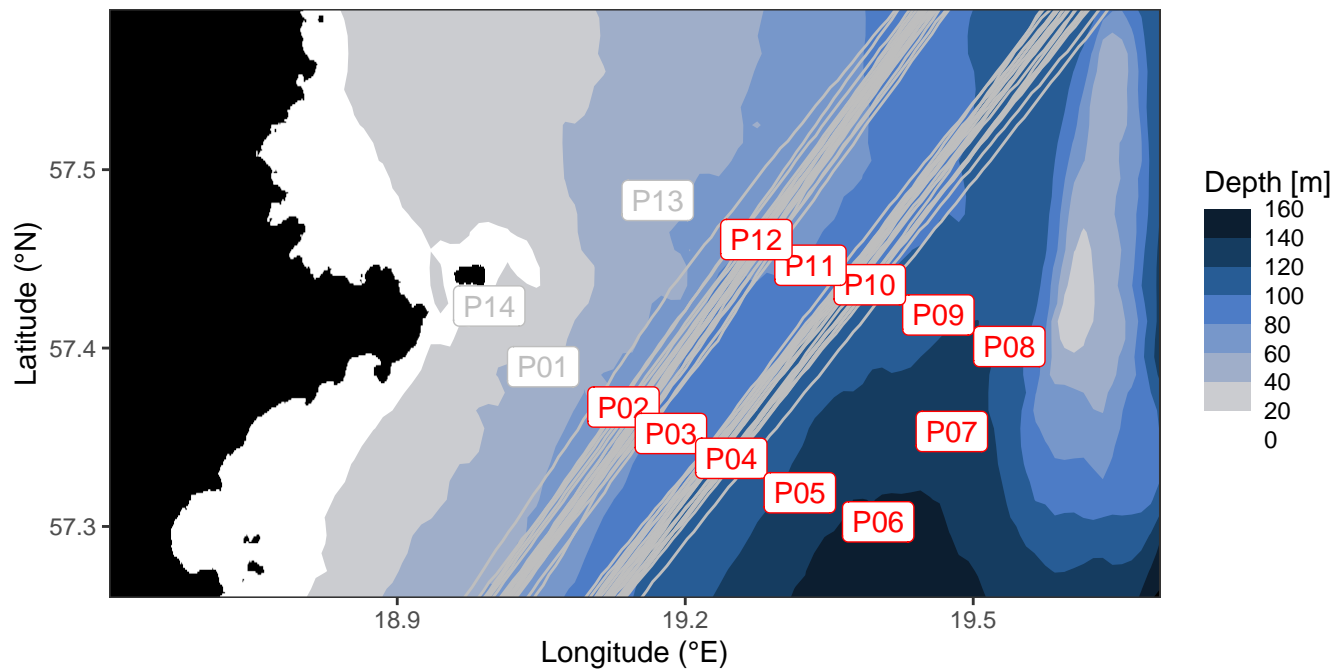 Depth [m]
160
140
120
100
80
60
40
20
0
57.5
57.4
57.3
Latitude (°N)
P13
P12
P11
P10
P14
P09
P08
P01
P02
P03
P07
P04
P05
P06
18.9
19.2
19.5
Longitude (°E)